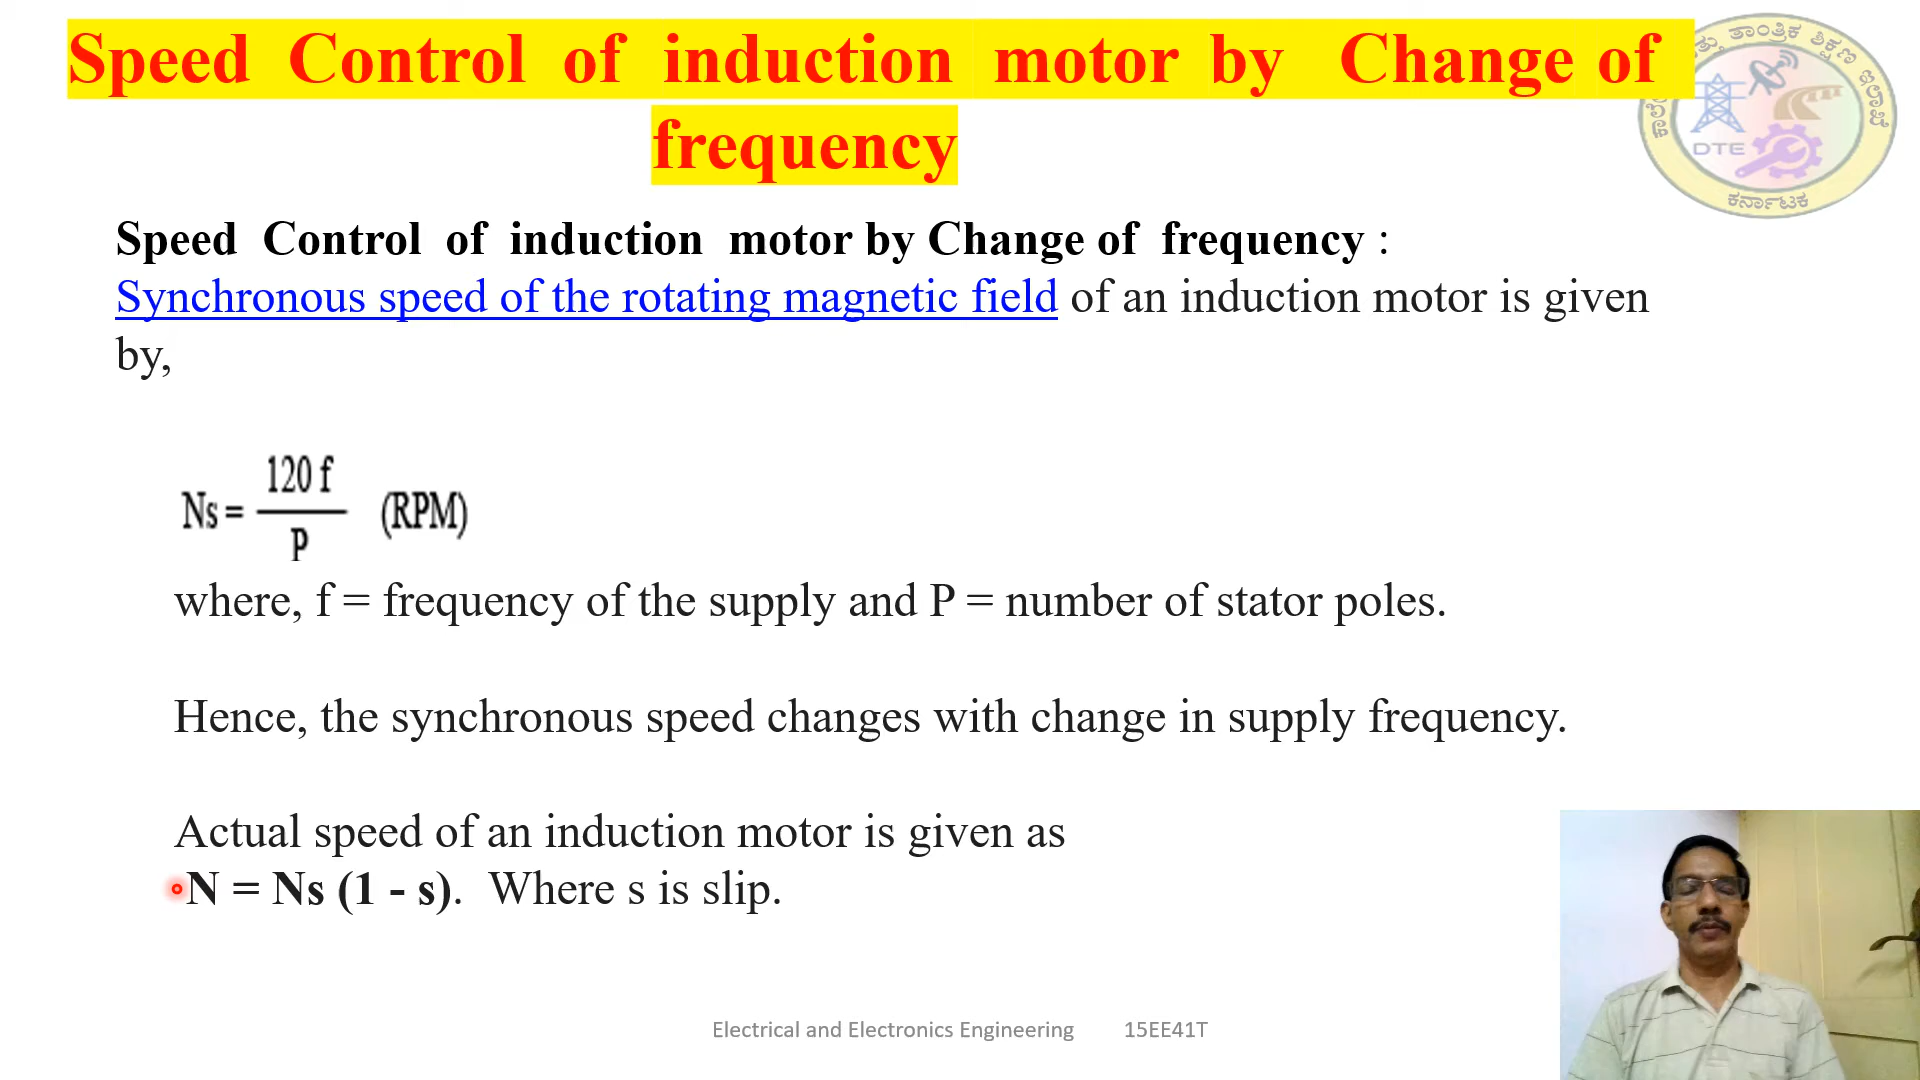 Speed Control of induction motor by Change of
frequency
ತಾಂತ್ರಿಕ ಶಿಕ್ಷಣ
DTE
ಕರ್ನಾಟಕ
Speed Control of induction motor by Change of frequency :
Synchronous speed of the rotating magnetic field of an induction motor is given
by,
Ns = 120 f / P (RPM)
where, f = frequency of the supply and P = number of stator poles.
Hence, the synchronous speed changes with change in supply frequency.
Actual speed of an induction motor is given as
N = Ns (1 - s). Where s is slip.
Electrical and Electronics Engineering 15EE41T